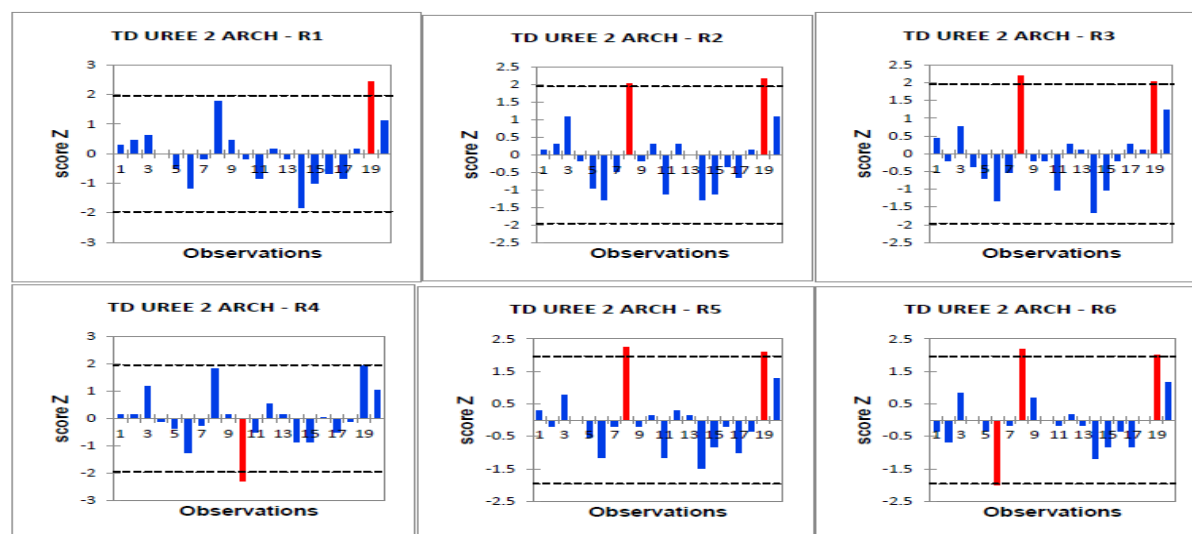 TD UREE 2 ARCH - R1
3
2
1
0
-1
-2
-3
score Z
1 3 5 7 9 11 13 15 17 19
Observations
TD UREE 2 ARCH - R2
2.5
2
1.5
1
0.5
0
-0.5
-1
-1.5
-2
-2.5
score Z
1 3 5 7 9 11 13 15 17 19
Observations
TD UREE 2 ARCH - R3
2.5
2
1.5
1
0.5
0
-0.5
-1
-1.5
-2
-2.5
score Z
1 3 5 7 9 11 13 15 17 19
Observations
TD UREE 2 ARCH - R4
3
2
1
0
-1
-2
-3
score Z
1 3 5 7 9 11 13 15 17 19
Observations
TD UREE 2 ARCH - R5
2.5
1.5
0.5
-0.5
-1.5
-2.5
score Z
1 3 5 7 9 11 13 15 17 19
Observations
TD UREE 2 ARCH - R6
2.5
1.5
0.5
-0.5
-1.5
-2.5
score Z
1 3 5 7 9 11 13 15 17 19
Observations